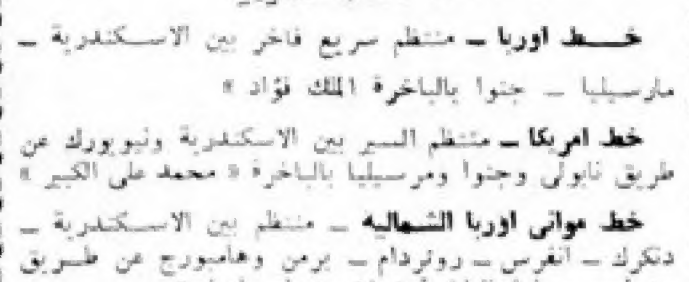 خط اوربا – منتظم سريع فاخر بين الاسكندرية –
مارسيليا – جنوا بالباخرة الملك فؤاد »
خط امريكا – منتظم السير بين الاسكندرية ونيويورك عن
طريق نابولى وجنوا ومرسيليا بالباخرة « محمد على الكبير »
خط موانى اوربا الشماليه – منتظم بين الاسكندرية –
دنكرك – انفرس – روتردام – برمن وهامبورج عن طريق